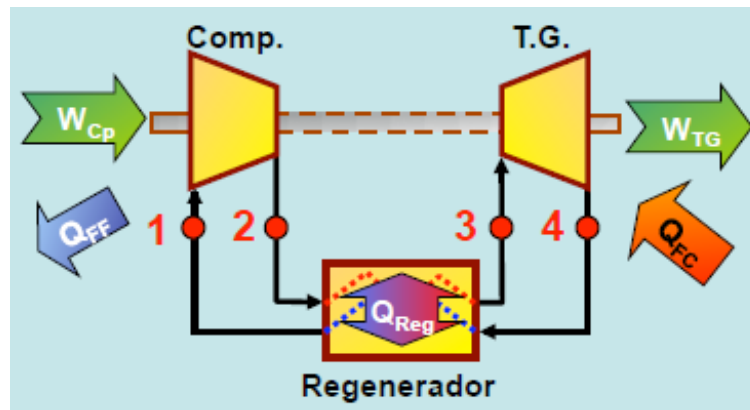 Comp. T.G.
W_Cp W_TG
Q_FF 1 2 3 4 Q_FC
Q_Reg
Regenerador